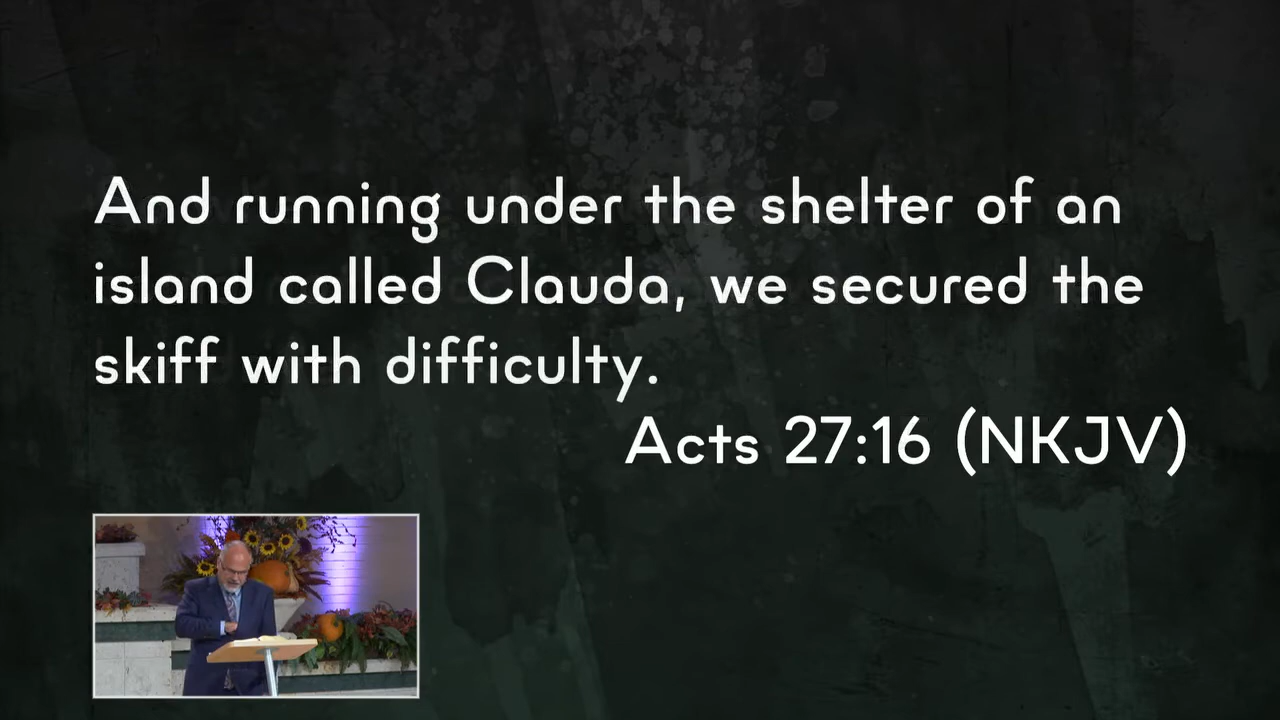 And running under the shelter of an
island called Clauda, we secured the
skiff with difficulty.
Acts 27:16 (NKJV)